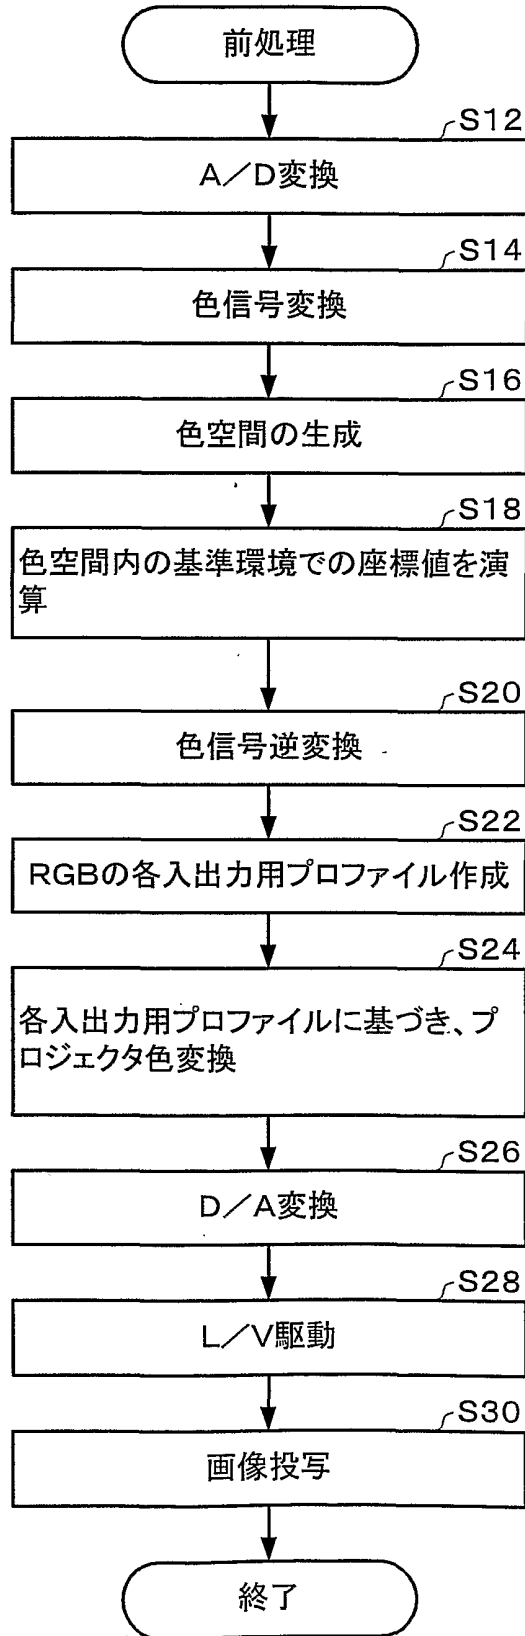 前処理
S12
A/D変換
S14
色信号変換
S16
色空間の生成
S18
色空間内の基準環境での座標値を演
算
S20
色信号逆変換
S22
RGBの各入出力用プロファイル作成
S24
各入出力用プロファイルに基づき、プ
ロジェクタ色変換
S26
D/A変換
S28
L/V駆動
S30
画像投写
終了